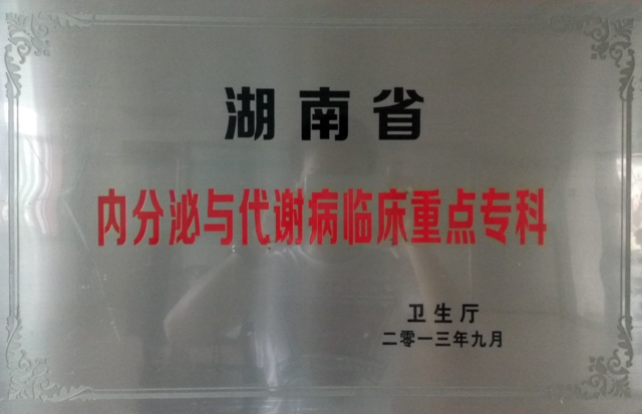 湖南省
内分泌与代谢病临床重点专科
卫生厅
二零一三年九月